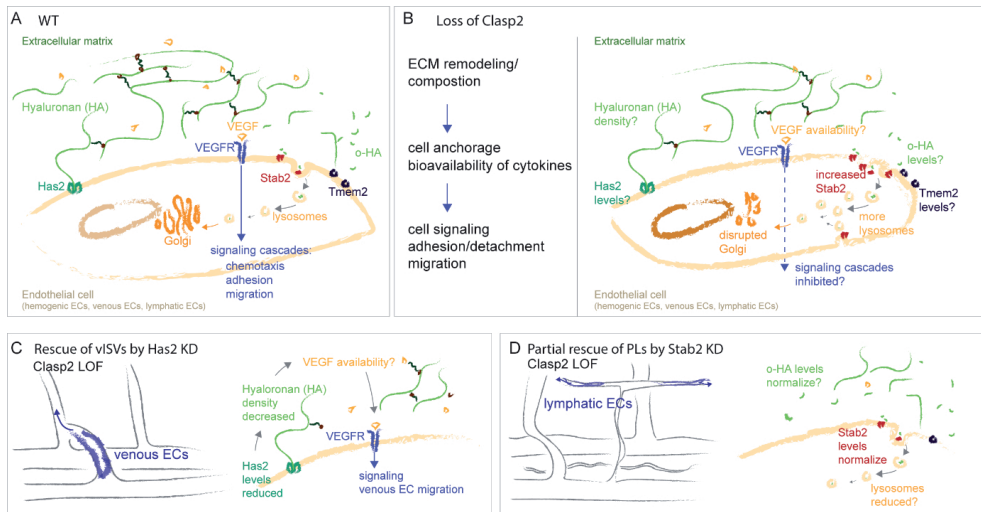 A WT
Extracellular matrix
Hyaluronan (HA)
VEGF
VEGFR
o-HA
Has2
Stab2
Tmem2
lysosomes
Golgi
signaling cascades:
chemotaxis
adhesion
migration
Endothelial cell
(hemogenic ECs, venous ECs, lymphatic ECs)
B Loss of Clasp2
ECM remodeling/
compostion
cell anchorage
bioavailability of cytokines
cell signaling
adhesion/detachment
migration
Extracellular matrix
Hyaluronan (HA)
density?
VEGF availability?
VEGFR
o-HA
levels?
Has2
levels?
increased
Stab2
Tmem2
levels?
more
lysosomes
disrupted
Golgi
signaling cascades
inhibited?
Endothelial cell
(hemogenic ECs, venous ECs, lymphatic ECs)
C Rescue of vISVs by Has2 KD
Clasp2 LOF
venous ECs
VEGF availability?
Hyaloronan (HA)
density
decreased
VEGFR
Has2
levels
reduced
signaling
venous EC migration
D Partial rescue of PLs by Stab2 KD
Clasp2 LOF
lymphatic ECs
o-HA levels
normalize?
Stab2
levels
normalize
lysosomes
reduced?